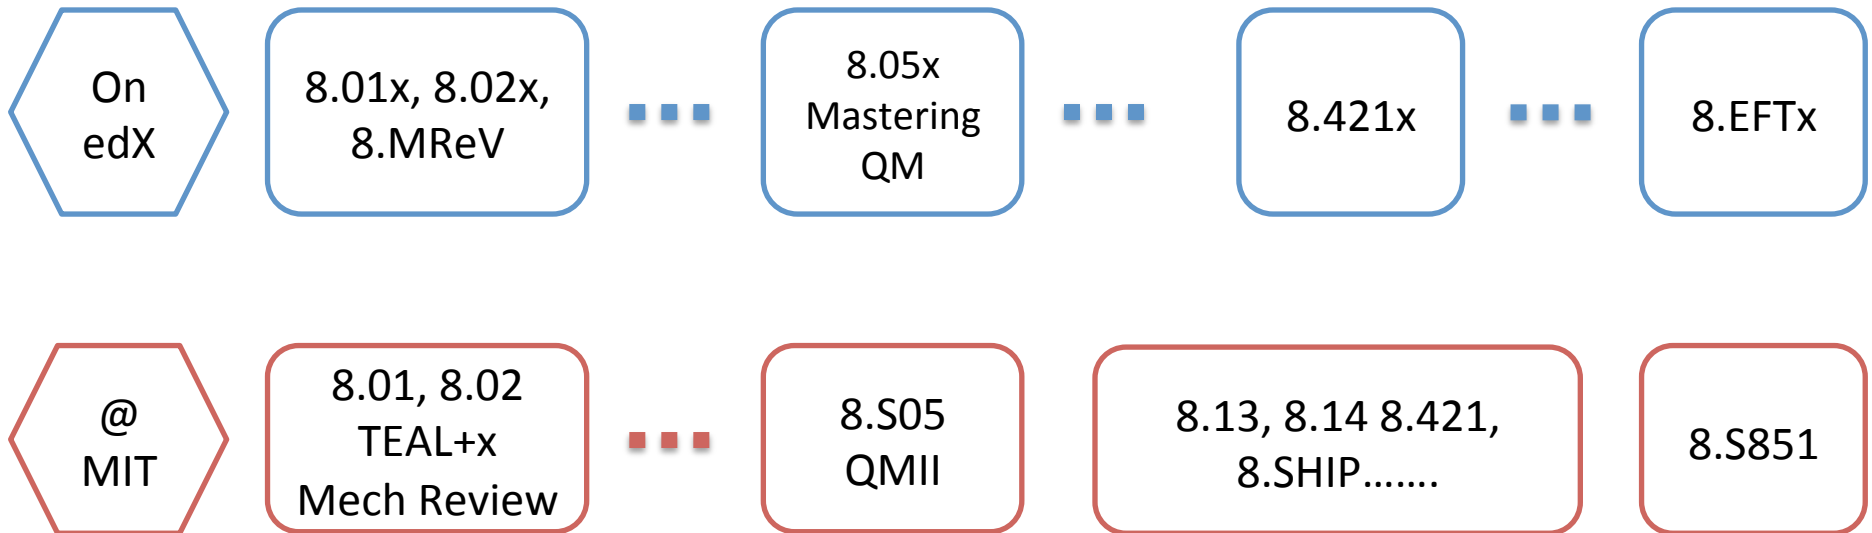 On
edX
8.01x, 8.02x,
8.MReV
8.05x
Mastering
QM
8.421x
8.EFTx
@
MIT
8.01, 8.02
TEAL+x
Mech Review
8.S05
QMII
8.13, 8.14 8.421,
8.SHIP.......
8.S851